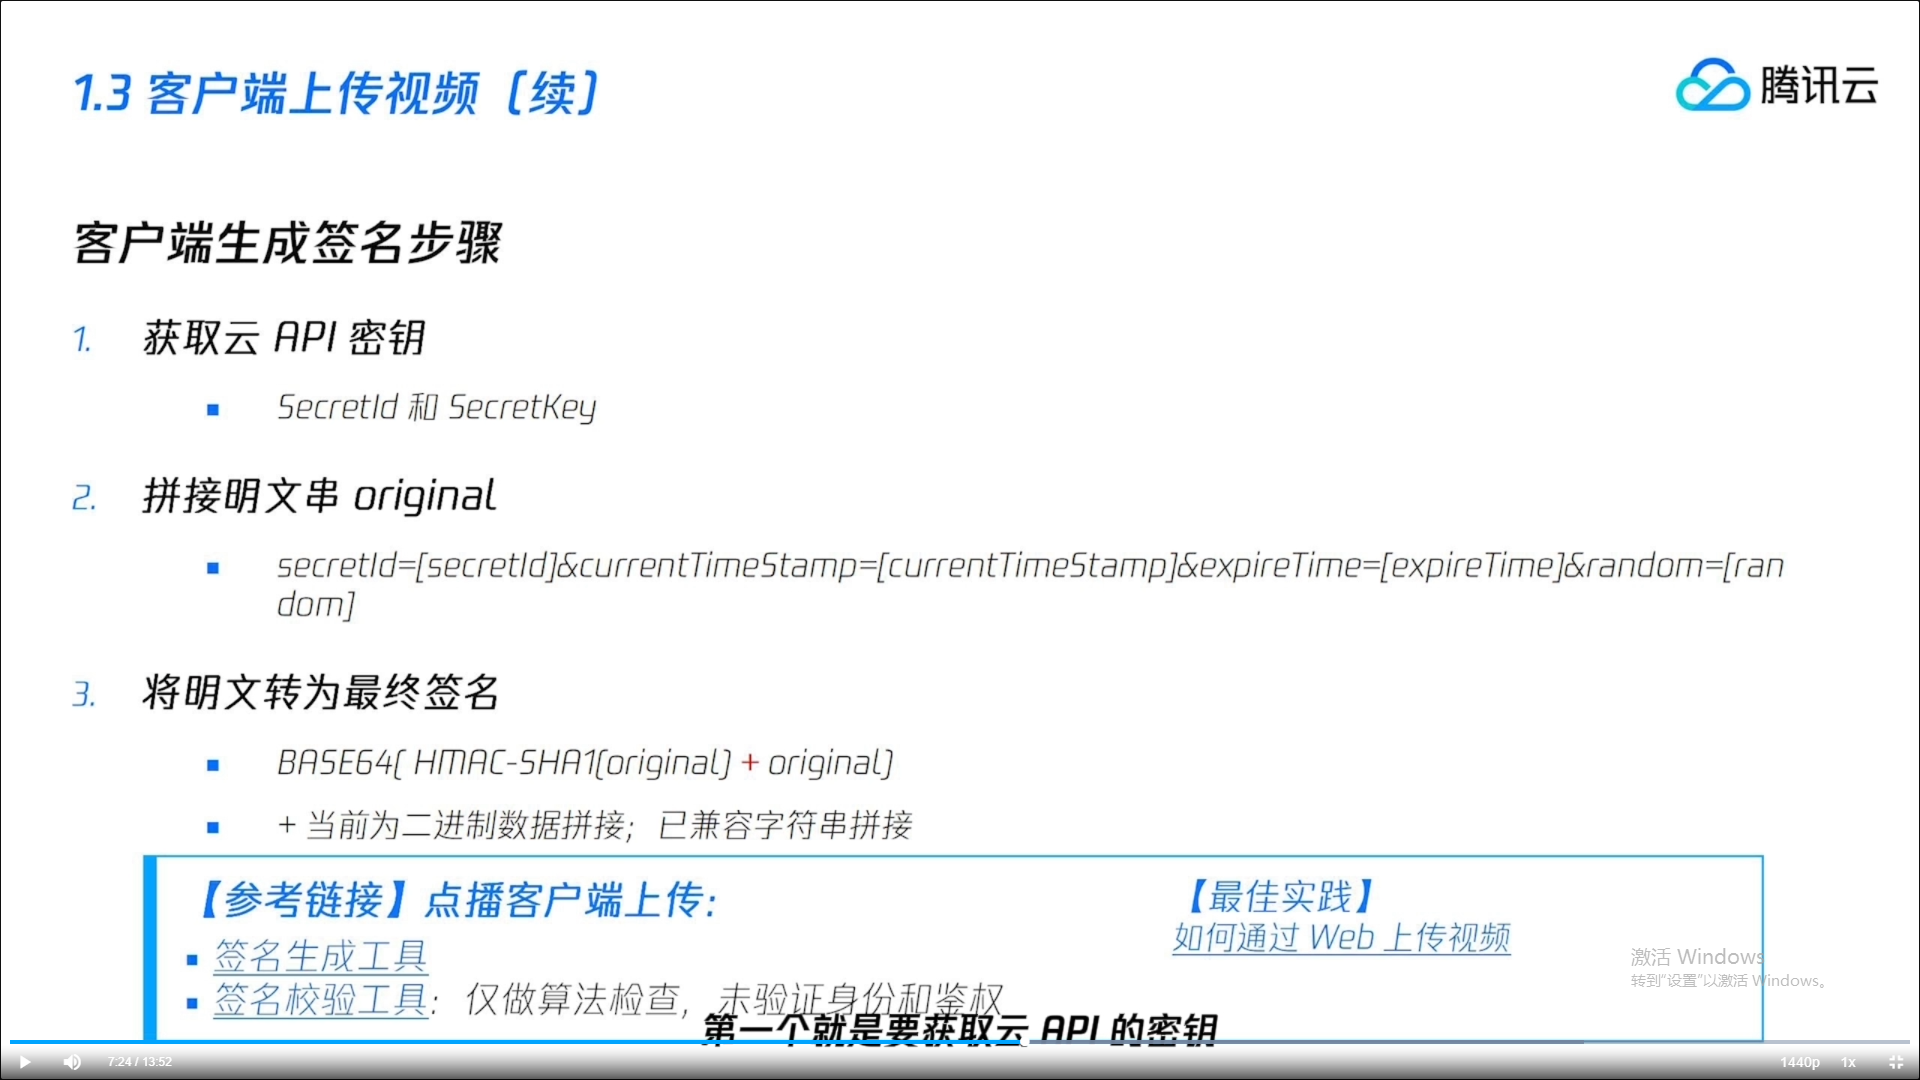 1.3 客户端上传视频（续）
腾讯云
客户端生成签名步骤
1. 获取云 API 密钥
▪ SecretId 和 SecretKey
2. 拼接明文串 original
▪ secretId=[secretId]&currentTimeStamp=[currentTimeStamp]&expireTime=[expireTime]&random=[ran
dom]
3. 将明文转为最终签名
▪ BASE64( HMAC-SHA1(original) + original)
▪ + 当前为二进制数据拼接；已兼容字符串拼接
【参考链接】点播客户端上传：
▪ 签名生成工具
▪ 签名校验工具：仅做算法检查，未验证身份和鉴权
【最佳实践】
如何通过 Web 上传视频
激活 Windows
转到“设置”以激活 Windows。
第一个就是要获取云 API 的密钥
7:24 / 13:52
1440p 1x